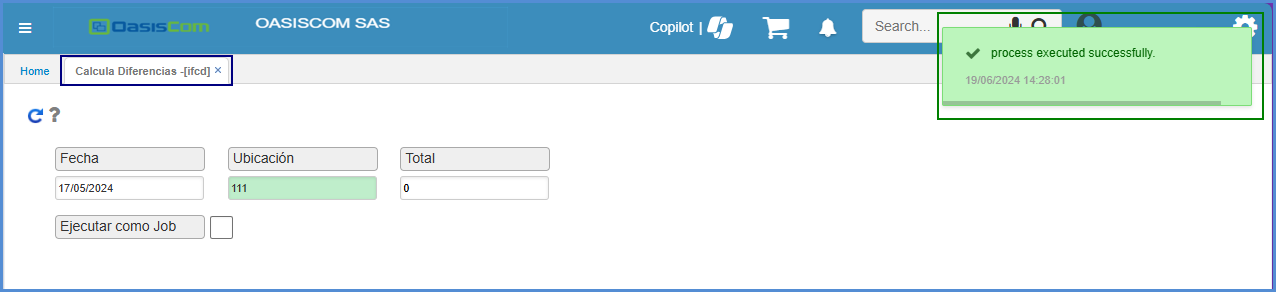 OasisCom
OASISCOM SAS
Copilot |
Search...
process executed successfully.
19/06/2024 14:28:01
Home
Calcula Diferencias -[ifcd] ×
?
Fecha
Ubicación
Total
17/05/2024
111
0
Ejecutar como Job